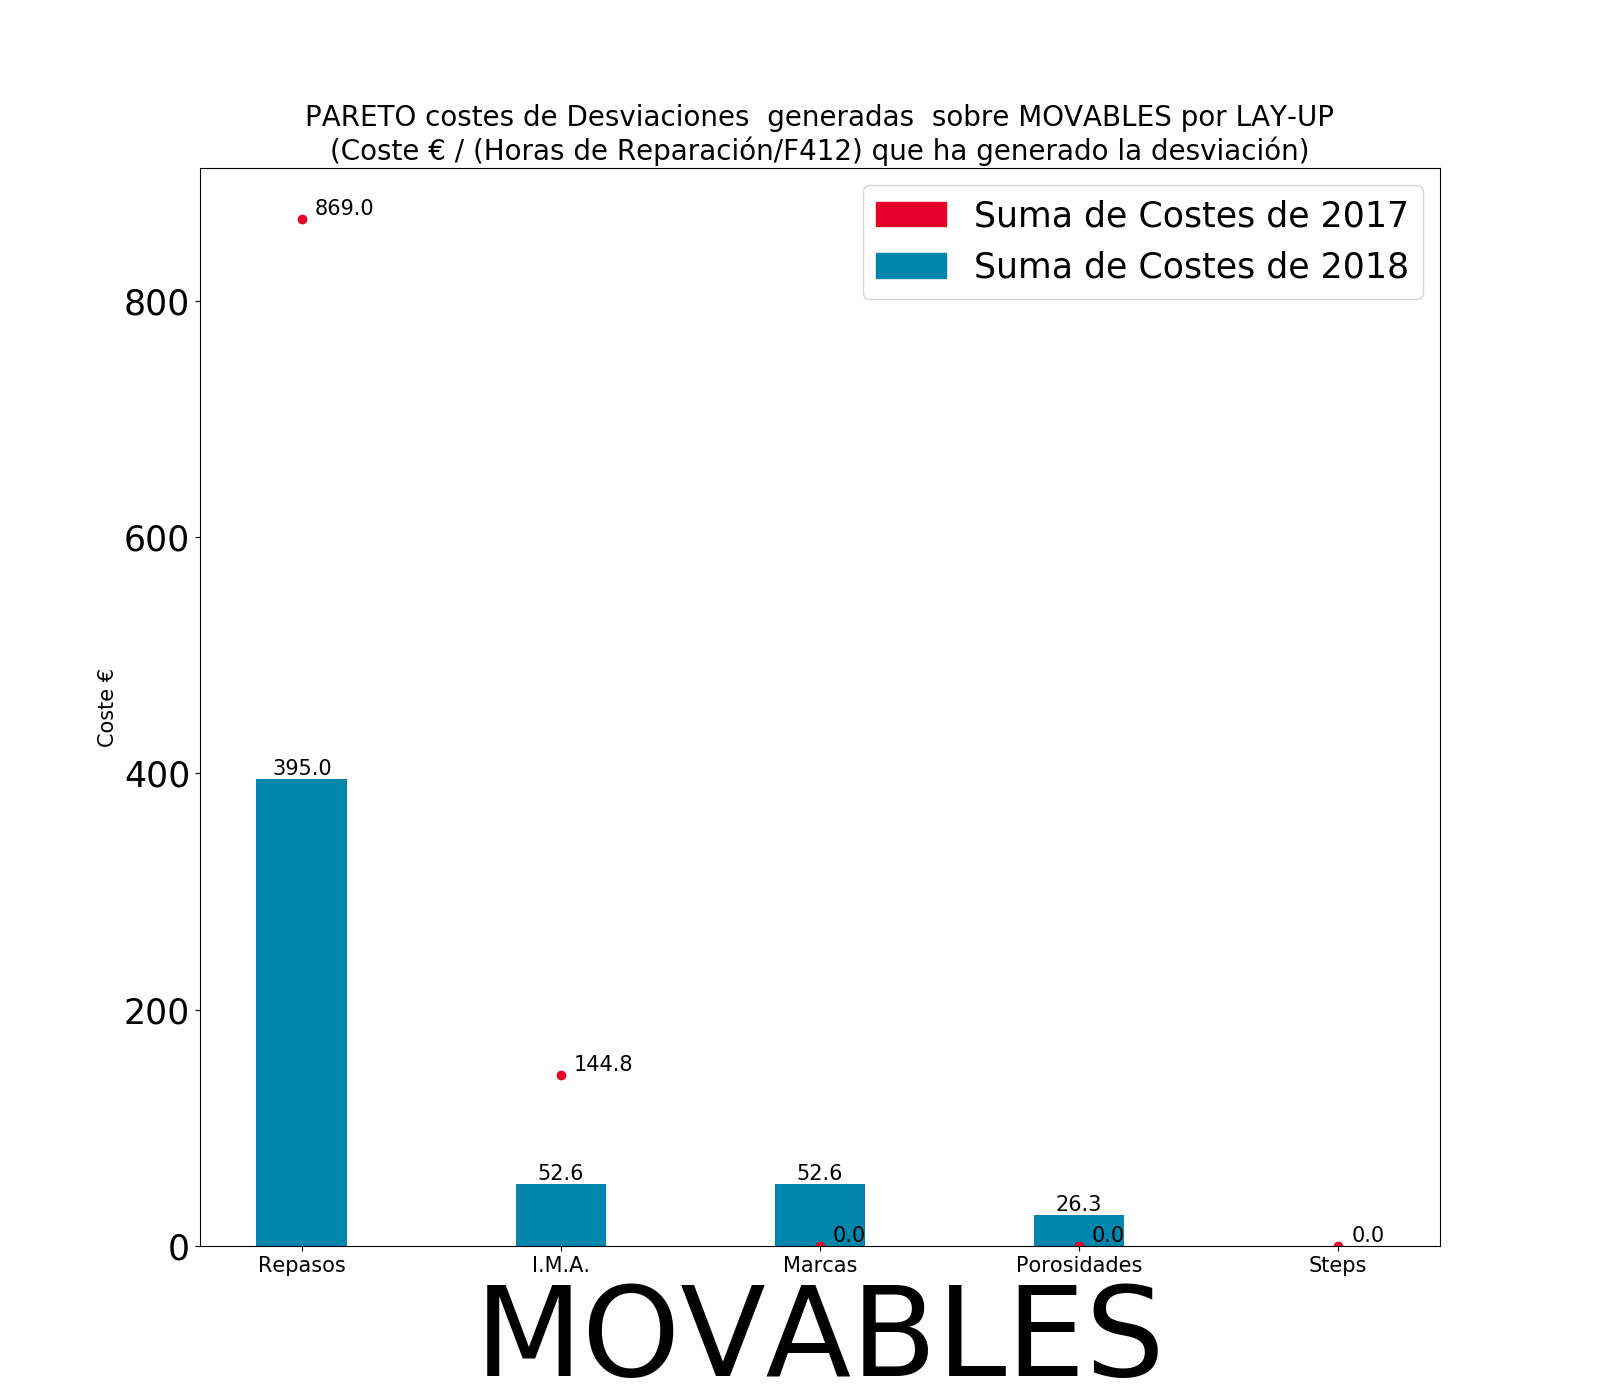 PARETO costes de Desviaciones  generadas  sobre MOVABLES por LAY-UP
(Coste € / (Horas de Reparación/F412) que ha generado la desviación)
Suma de Costes de 2017
Suma de Costes de 2018
869.0
800
600
Coste €
400
395.0
200
144.8
52.6
52.6
26.3
0.0
0.0
0.0
0
Repasos
I.M.A.
Marcas
Porosidades
Steps
MOVABLES